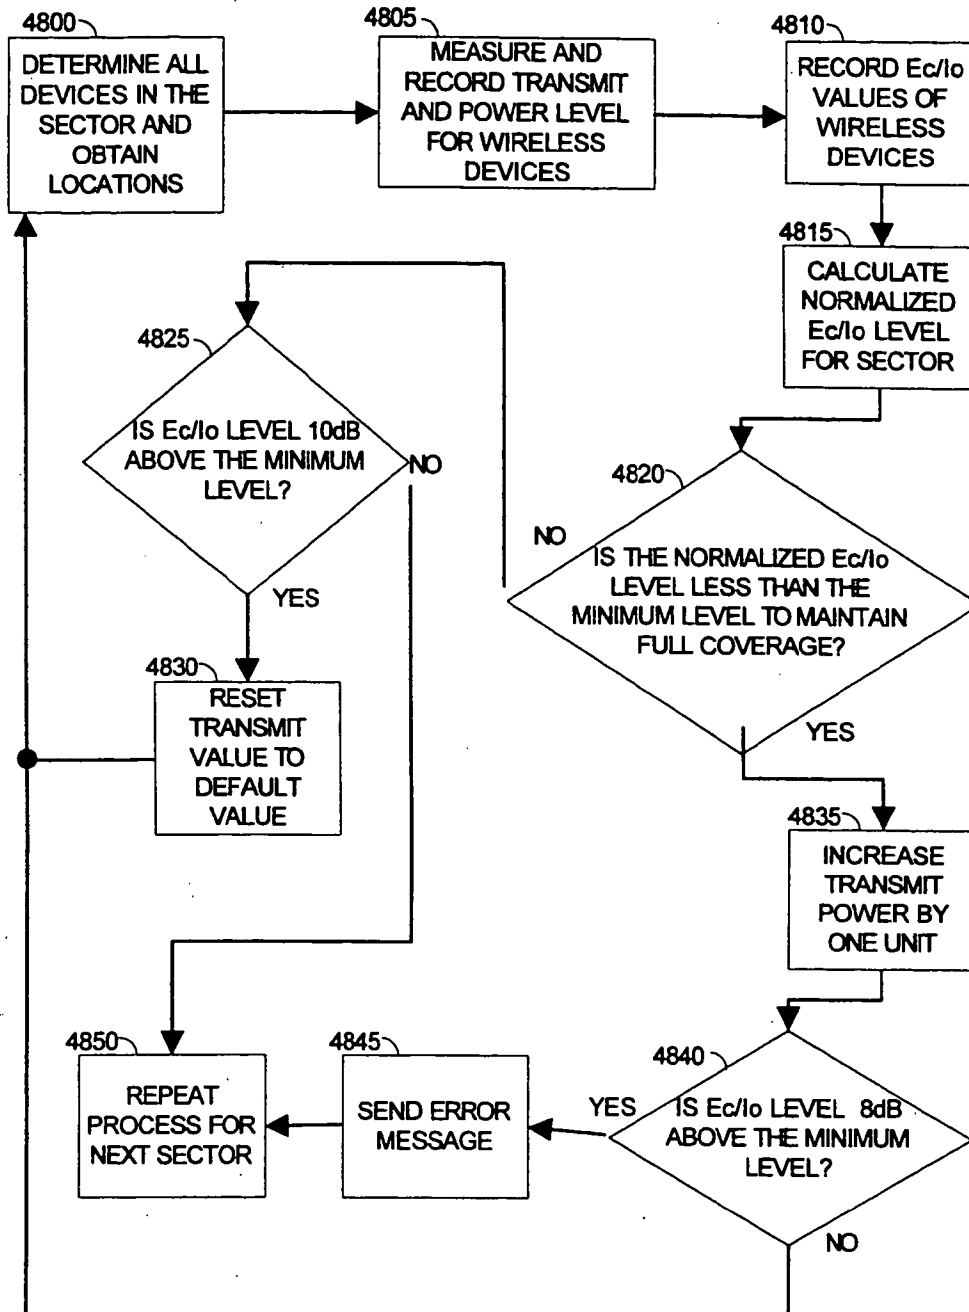 4800
DETERMINE ALL
DEVICES IN THE
SECTOR AND
OBTAIN
LOCATIONS
4805
MEASURE AND
RECORD TRANSMIT
AND POWER LEVEL
FOR WIRELESS
DEVICES
4810
RECORD Ec/Io
VALUES OF
WIRELESS
DEVICES
4815
CALCULATE
NORMALIZED
Ec/Io LEVEL
FOR SECTOR
4820
IS THE NORMALIZED Ec/Io
LEVEL LESS THAN THE
MINIMUM LEVEL TO MAINTAIN
FULL COVERAGE?
NO
YES
4825
IS Ec/Io LEVEL 10dB
ABOVE THE MINIMUM
LEVEL?
NO
YES
4830
RESET
TRANSMIT
VALUE TO
DEFAULT
VALUE
4835
INCREASE
TRANSMIT
POWER BY
ONE UNIT
4840
IS Ec/Io LEVEL 8dB
ABOVE THE MINIMUM
LEVEL?
YES
NO
4845
SEND ERROR
MESSAGE
4850
REPEAT
PROCESS FOR
NEXT SECTOR